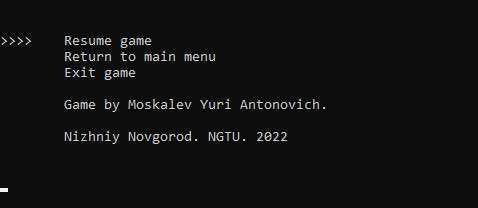 >>>> Resume game
Return to main menu
Exit game
Game by Moskalev Yuri Antonovich.
Nizhniy Novgorod. NGTU. 2022